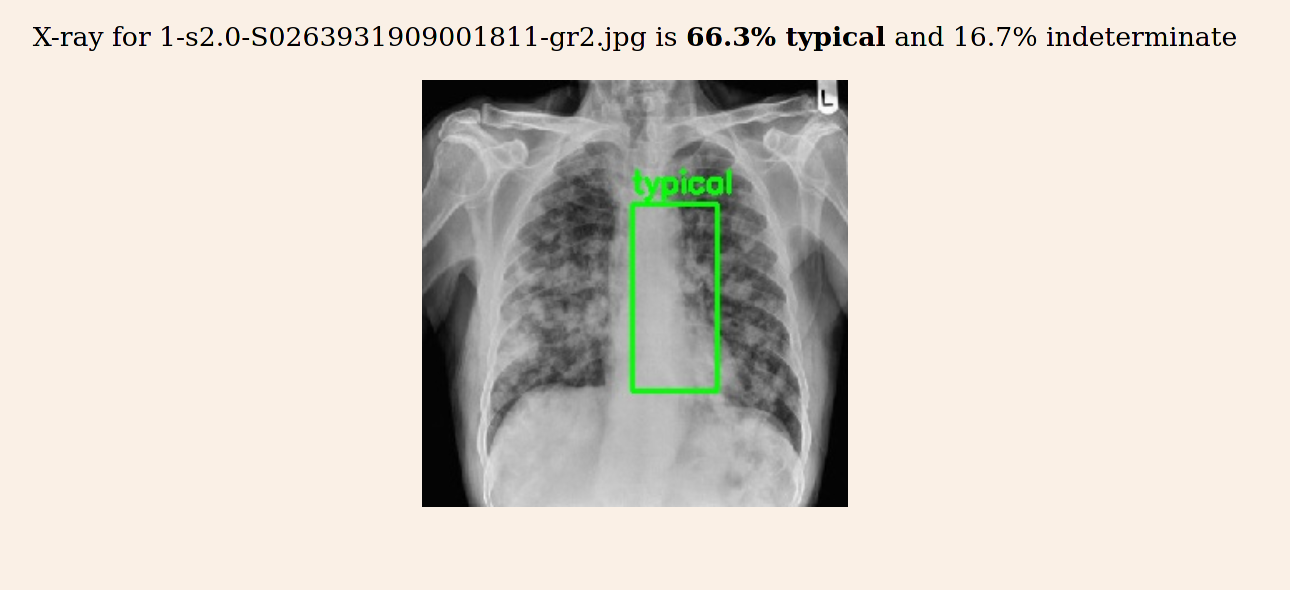 X-ray for 1-s2.0-S0263931909001811-gr2.jpg is 66.3% typical and 16.7% indeterminate
L
typical